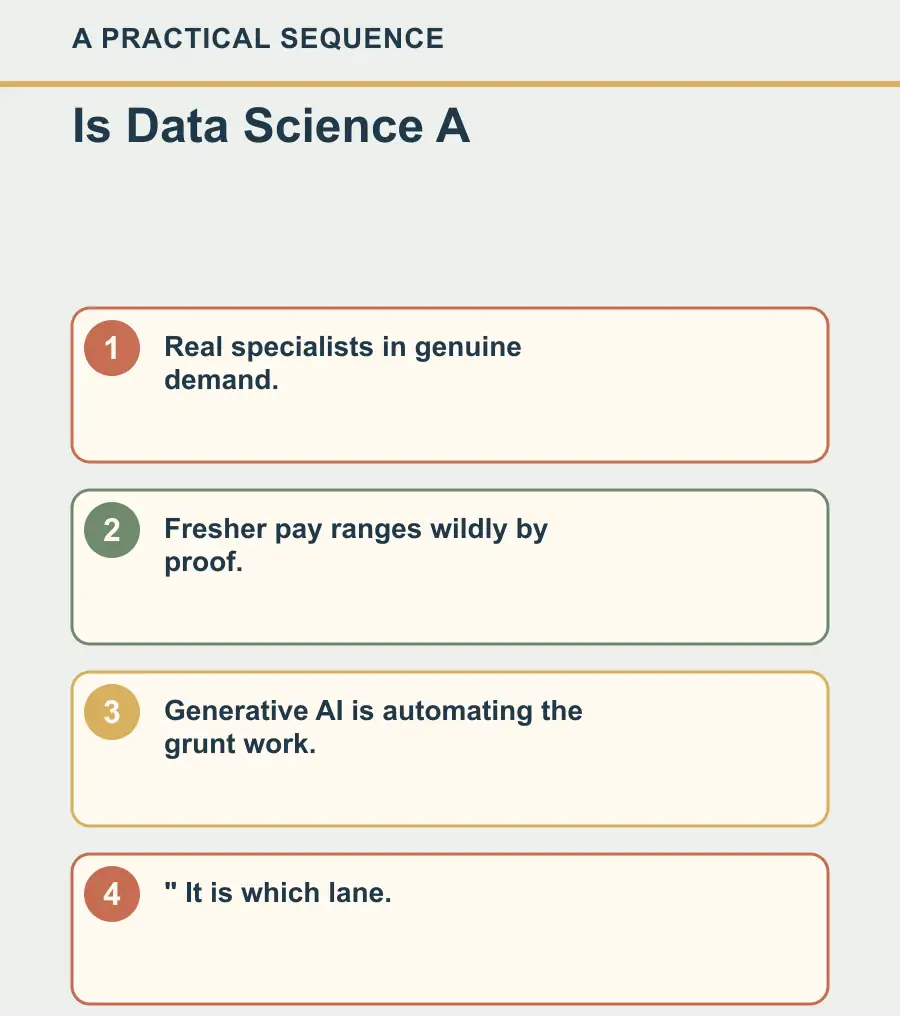 A PRACTICAL SEQUENCE
Is Data Science A
1
Real specialists in genuine
demand.
2
Fresher pay ranges wildly by
proof.
3
Generative AI is automating the
grunt work.
4
" It is which lane.